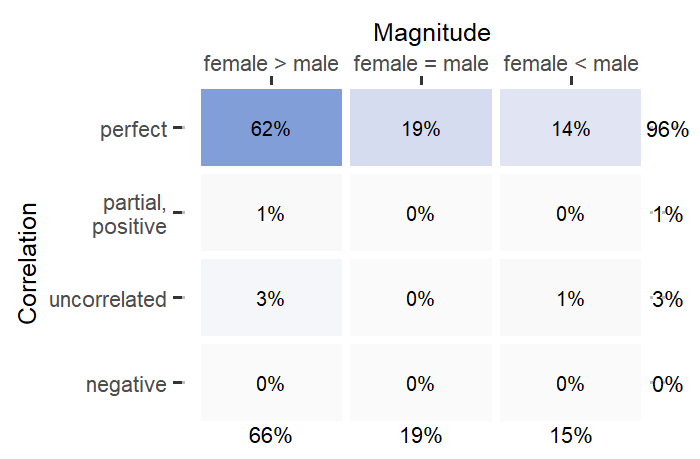 Magnitude
female > male female = male female < male
perfect 62% 19% 14% 96%
partial,
positive 1% 0% 0% 1%
uncorrelated 3% 0% 1% 3%
negative 0% 0% 0% 0%
66% 19% 15%
Correlation